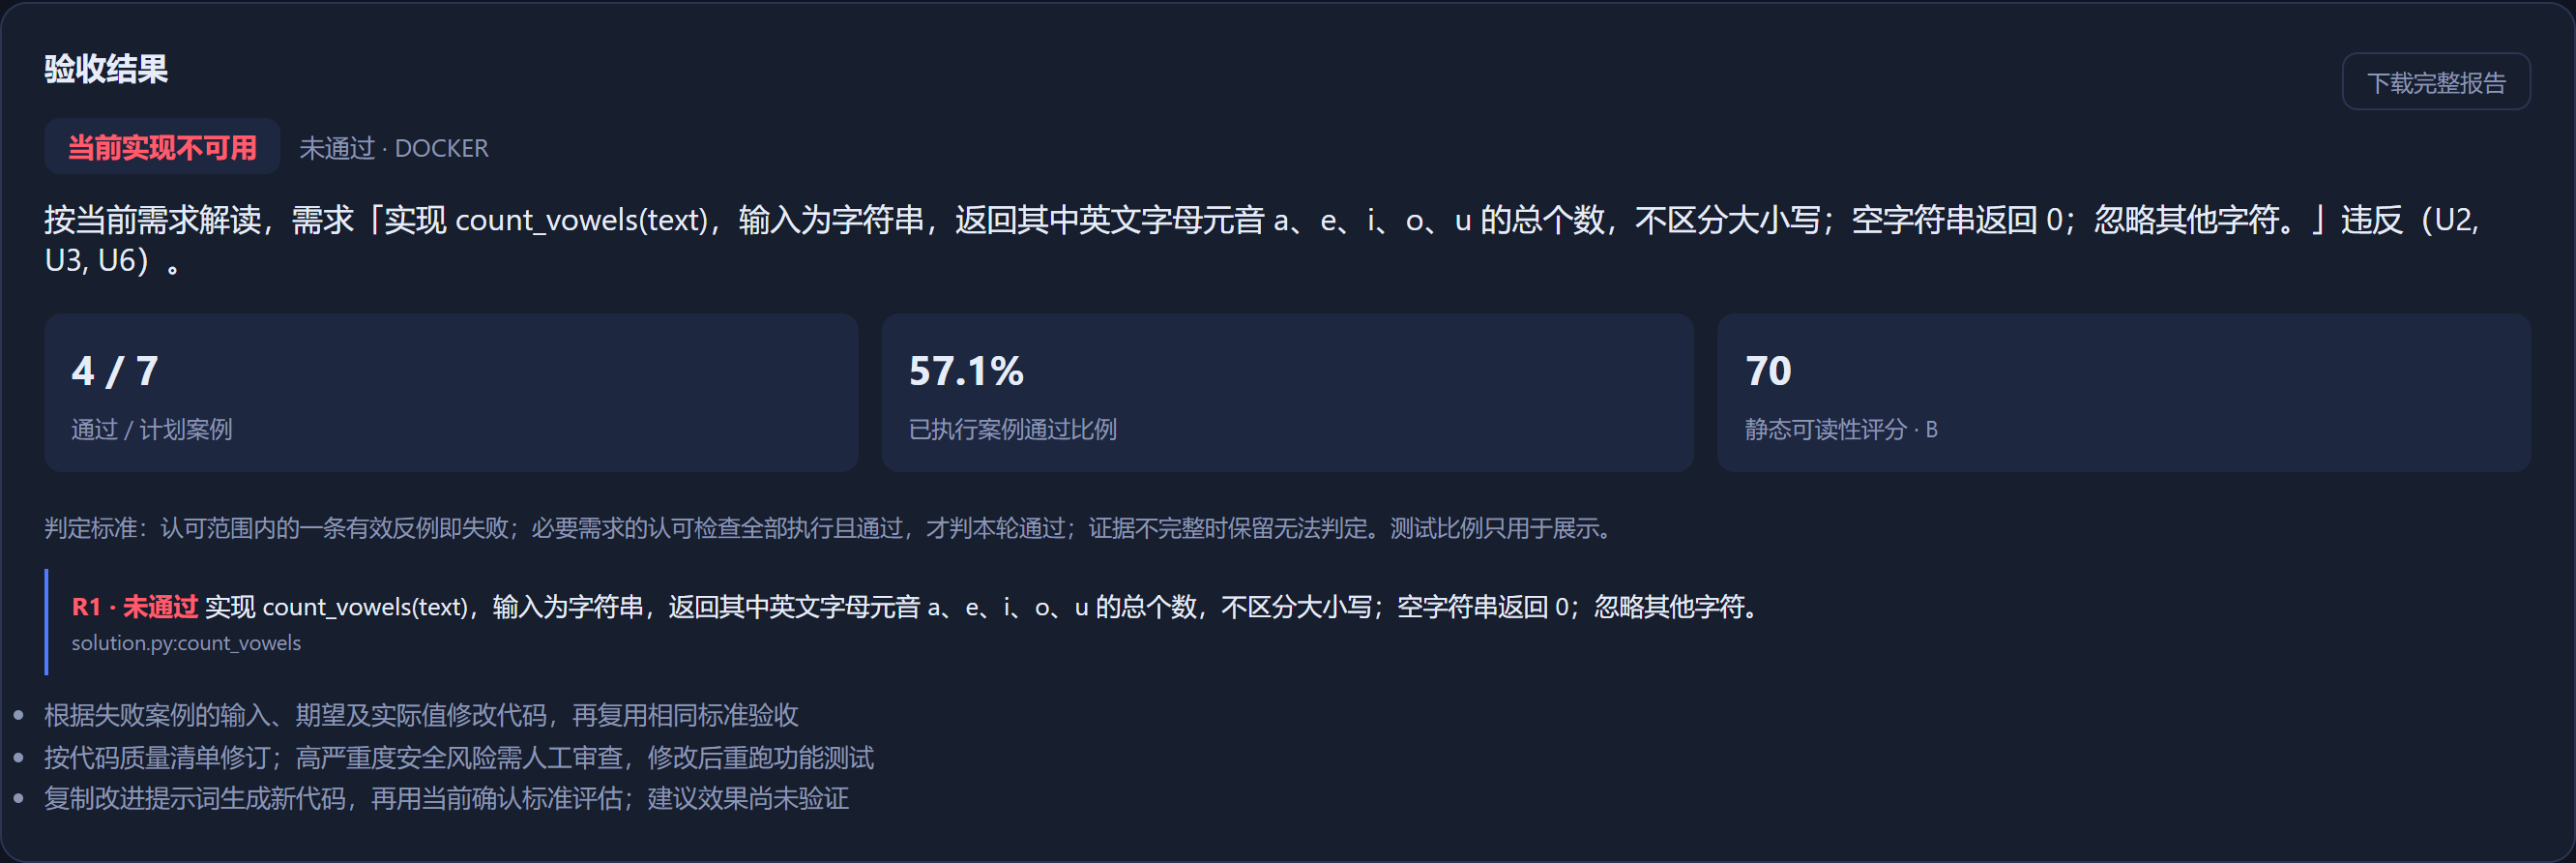 验收结果
下载完整报告
当前实现不可用 未通过 · DOCKER
按当前需求解读，需求「实现 count_vowels(text)，输入为字符串，返回其中英文字母元音 a、e、i、o、u 的总个数，不区分大小写；空字符串返回 0；忽略其他字符。」违反（U2,
U3, U6）。
4 / 7
通过 / 计划案例
57.1%
已执行案例通过比例
70
静态可读性评分 · B
判定标准：认可范围内的一条有效反例即失败；必要需求的认可检查全部执行且通过，才判本轮通过；证据不完整时保留无法判定。测试比例只用于展示。
R1 · 未通过 实现 count_vowels(text)，输入为字符串，返回其中英文字母元音 a、e、i、o、u 的总个数，不区分大小写；空字符串返回 0；忽略其他字符。
solution.py:count_vowels
根据失败案例的输入、期望及实际值修改代码，再复用相同标准验收
按代码质量清单修订；高严重度安全风险需人工审查，修改后重跑功能测试
复制改进提示词生成新代码，再用当前确认标准评估；建议效果尚未验证